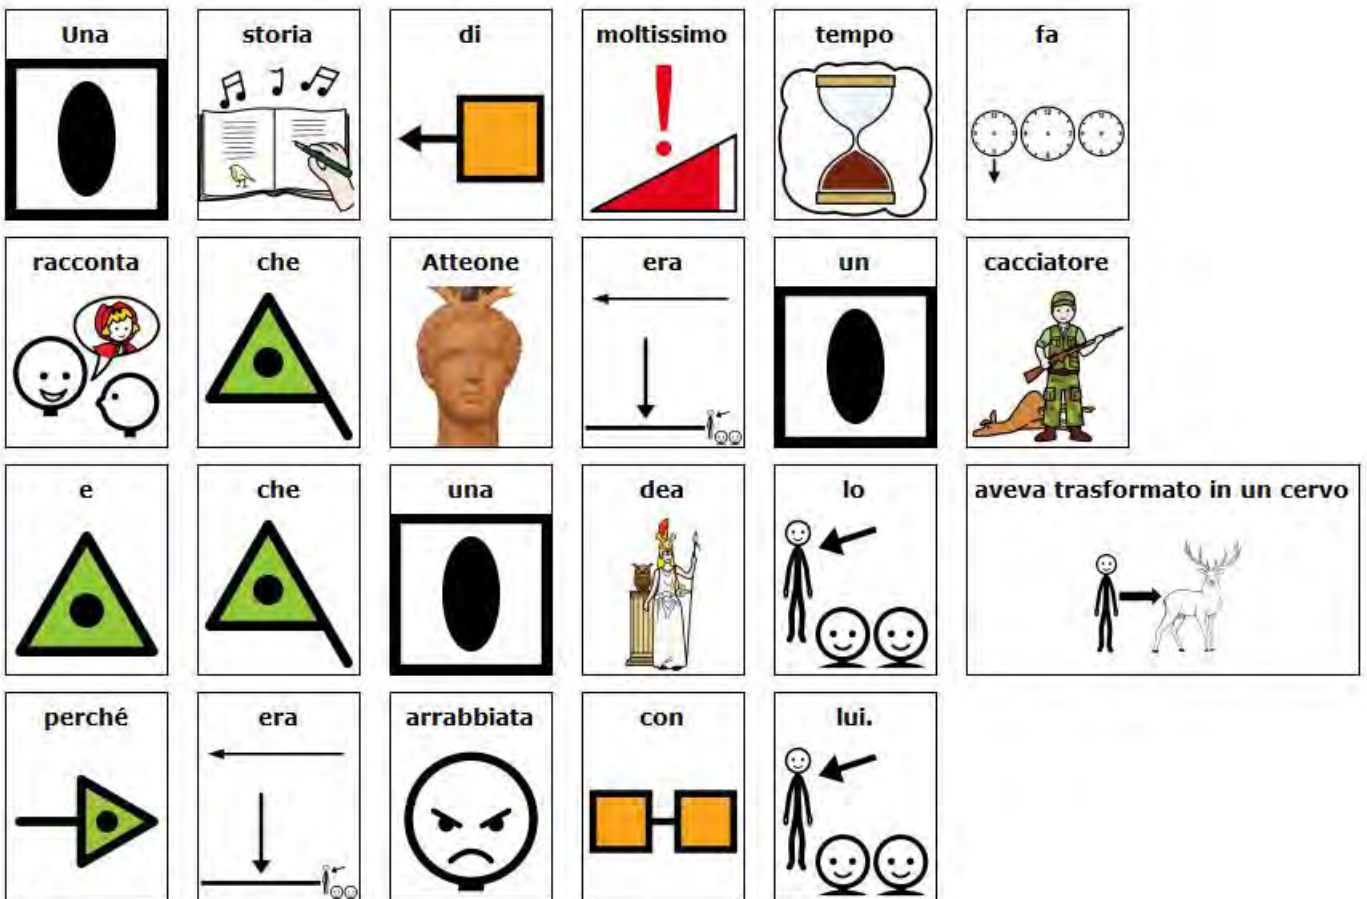 Una storia di moltissimo tempo fa
racconta che Atteone era un cacciatore
e che una dea lo aveva trasformato in un cervo
perché era arrabbiata con lui.